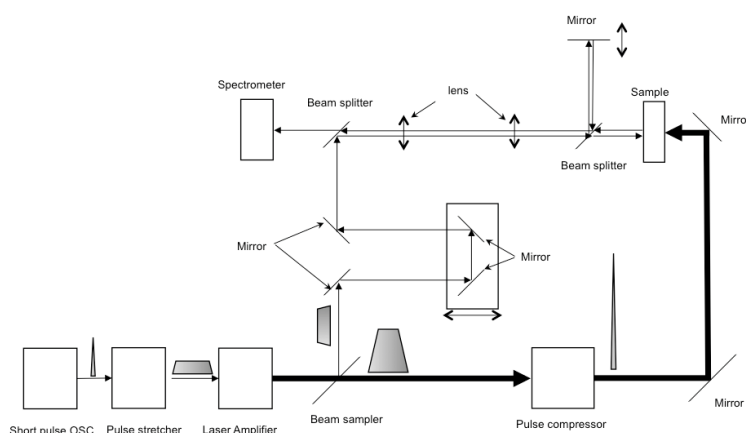 Mirror
Spectrometer
lens
Sample
Beam splitter
Mirro
Beam splitter
Mirror
Mirror
Short pulse OSC
Pulse stretcher
Laser Amplifier
Beam sampler
Pulse compressor
Mirror